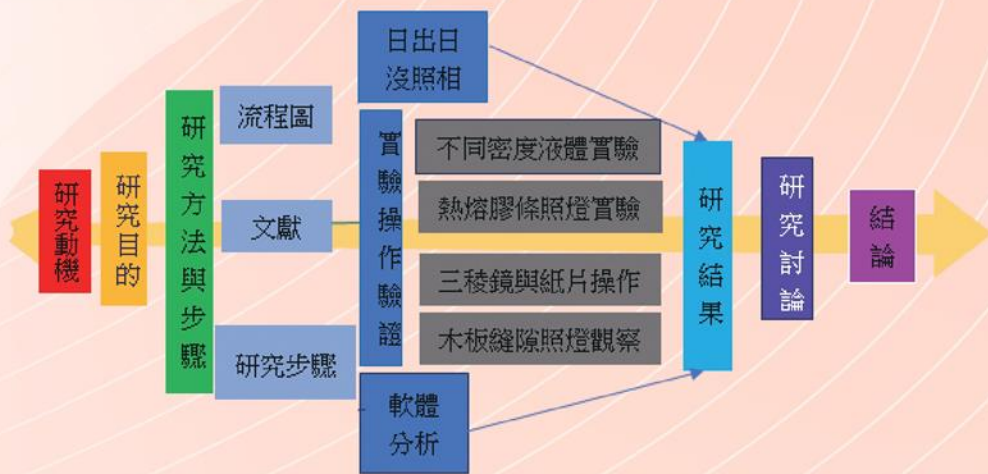 研究動機
研究目的
研究方法與步驟
流程圖
文獻
研究步驟
日出日
沒照相
實驗操作驗證
不同密度液體實驗
熱熔膠條照燈實驗
三稜鏡與紙片操作
木板縫隙照燈觀察
軟體
分析
研究結果
研究討論
結論